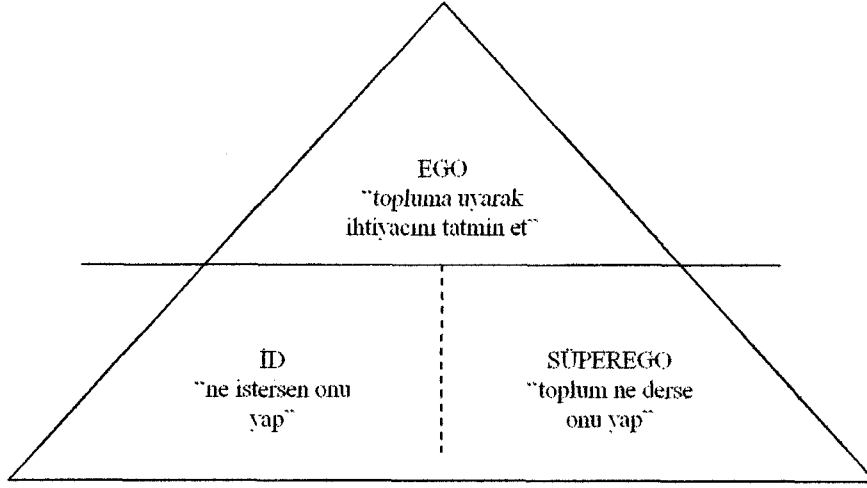 EGO
"topluma uyarak
ihtiyacını tatmin et"
İD
"ne istersen onu
yap"
SÜPEREGO
"toplum ne derse
onu yap"